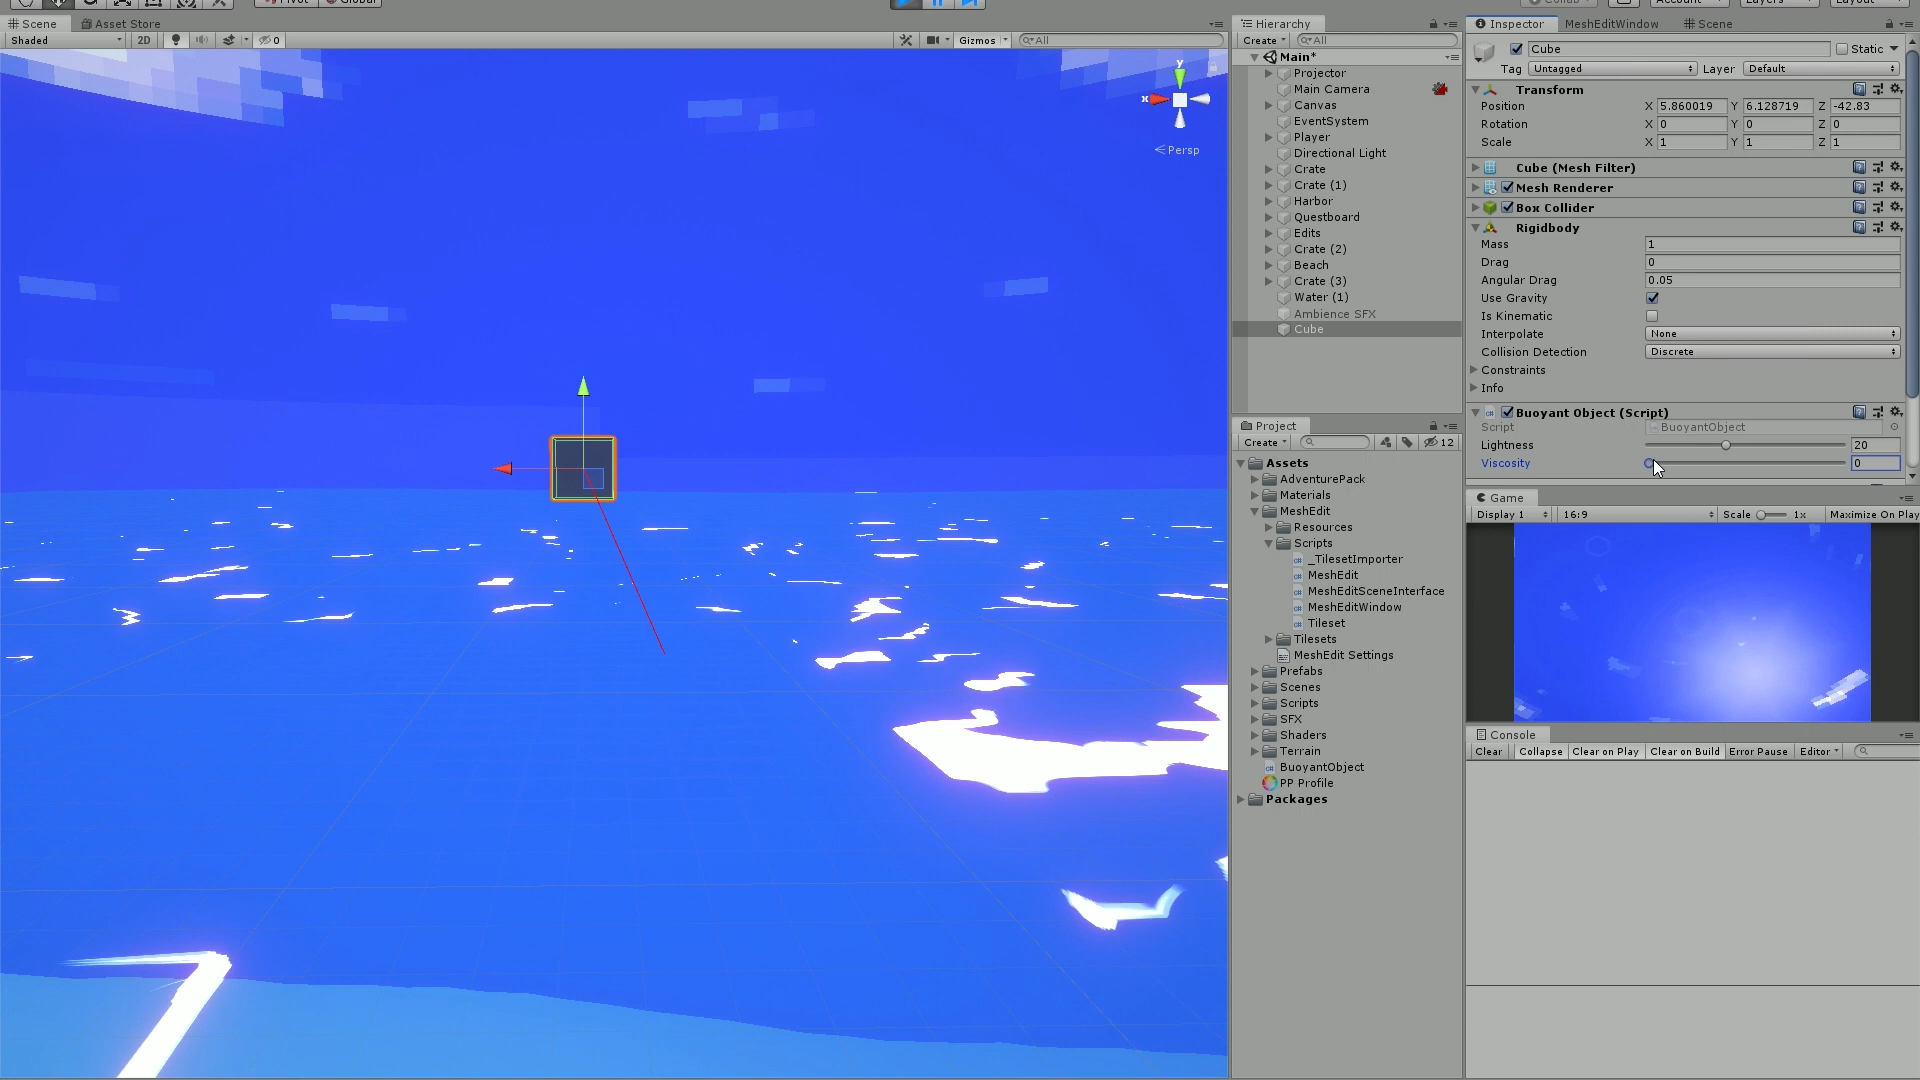 Pivot
Global
Collab
Account
Layers
Layout
Scene
Asset Store
Shaded
2D
0
Gizmos
All
y
x
Persp
Hierarchy
Create
All
Main*
Projector
Main Camera
Canvas
EventSystem
Player
Directional Light
Crate
Crate (1)
Harbor
Questboard
Edits
Crate (2)
Beach
Crate (3)
Water (1)
Ambience SFX
Cube
Project
Create
12
Assets
AdventurePack
Materials
MeshEdit
Resources
Scripts
_TilesetImporter
MeshEdit
MeshEditSceneInterface
MeshEditWindow
Tileset
Tilesets
MeshEdit Settings
Prefabs
Scenes
Scripts
SFX
Shaders
Terrain
BuoyantObject
PP Profile
Packages
Inspector
MeshEditWindow
Scene
Cube
Static
Tag Untagged
Layer Default
Transform
Position X 5.860019 Y 6.128719 Z -42.83
Rotation X 0 Y 0 Z 0
Scale X 1 Y 1 Z 1
Cube (Mesh Filter)
Mesh Renderer
Box Collider
Rigidbody
Mass 1
Drag 0
Angular Drag 0.05
Use Gravity
Is Kinematic
Interpolate None
Collision Detection Discrete
Constraints
Info
Buoyant Object (Script)
Script BuoyantObject
Lightness 20
Viscosity 0
Game
Display 1 16:9 Scale 1x Maximize On Play
Console
Clear Collapse Clear on Play Clear on Build Error Pause Editor